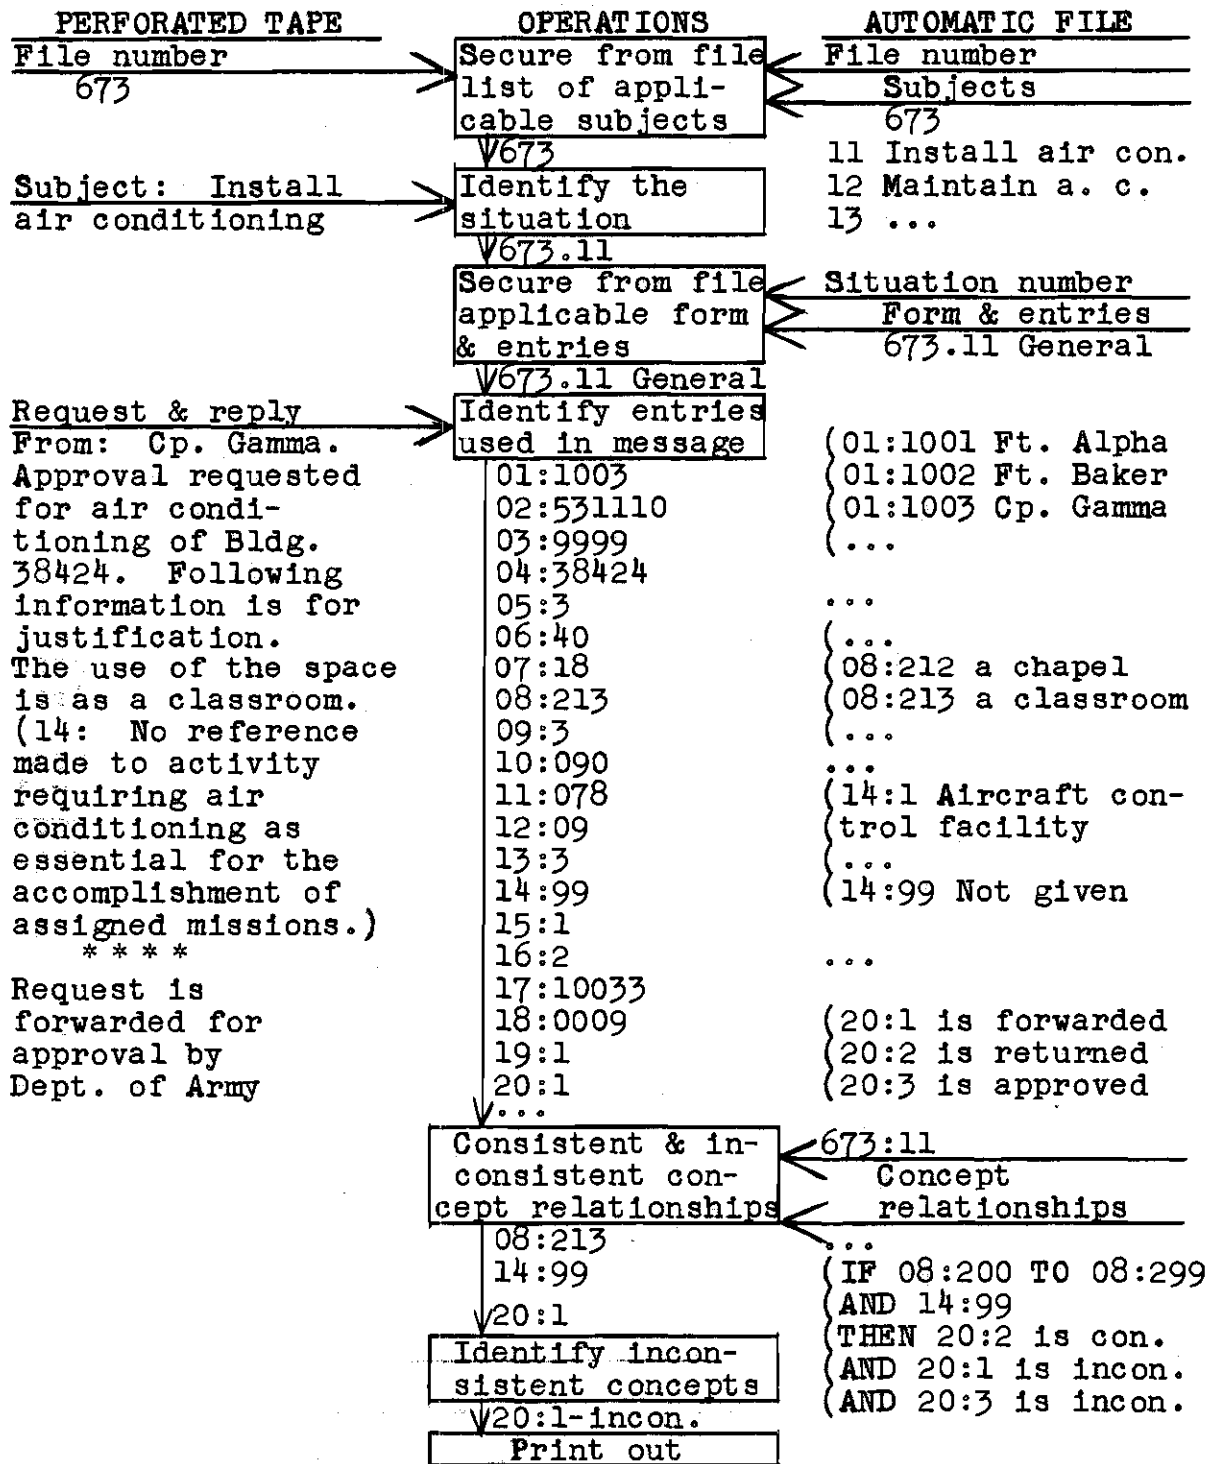 PERFORATED TAPE
File number
673
Subject: Install
air conditioning
Request & reply
From: Cp. Gamma.
Approval requested
for air condi-
tioning of Bldg.
38424. Following
information is for
justification.
The use of the space
is as a classroom.
(14: No reference
made to activity
requiring air
conditioning as
essential for the
accomplishment of
assigned missions.)
* * * *
Request is
forwarded for
approval by
Dept. of Army
OPERATIONS
Secure from file
list of appli-
cable subjects
673
Identify the
situation
673.11
Secure from file
applicable form
& entries
673.11 General
Identify entries
used in message
01:1003
02:531110
03:9999
04:38424
05:3
06:40
07:18
08:213
09:3
10:090
11:078
12:09
13:3
14:99
15:1
16:2
17:10033
18:0009
19:1
20:1
...
Consistent & in-
consistent con-
cept relationships
08:213
14:99
20:1
Identify incon-
sistent concepts
20:1-incon.
Print out
AUTOMATIC FILE
File number
Subjects
673
11 Install air con.
12 Maintain a. c.
13 ...
Situation number
Form & entries
673.11 General
(01:1001 Ft. Alpha
(01:1002 Ft. Baker
(01:1003 Cp. Gamma
(...
...
(...
(08:212 a chapel
(08:213 a classroom
(...
...
(14:1 Aircraft con-
(trol facility
(...
(14:99 Not given
...
(20:1 is forwarded
(20:2 is returned
(20:3 is approved
673:11
Concept
relationships
...
(IF 08:200 TO 08:299
(AND 14:99
(THEN 20:2 is con.
(AND 20:1 is incon.
(AND 20:3 is incon.